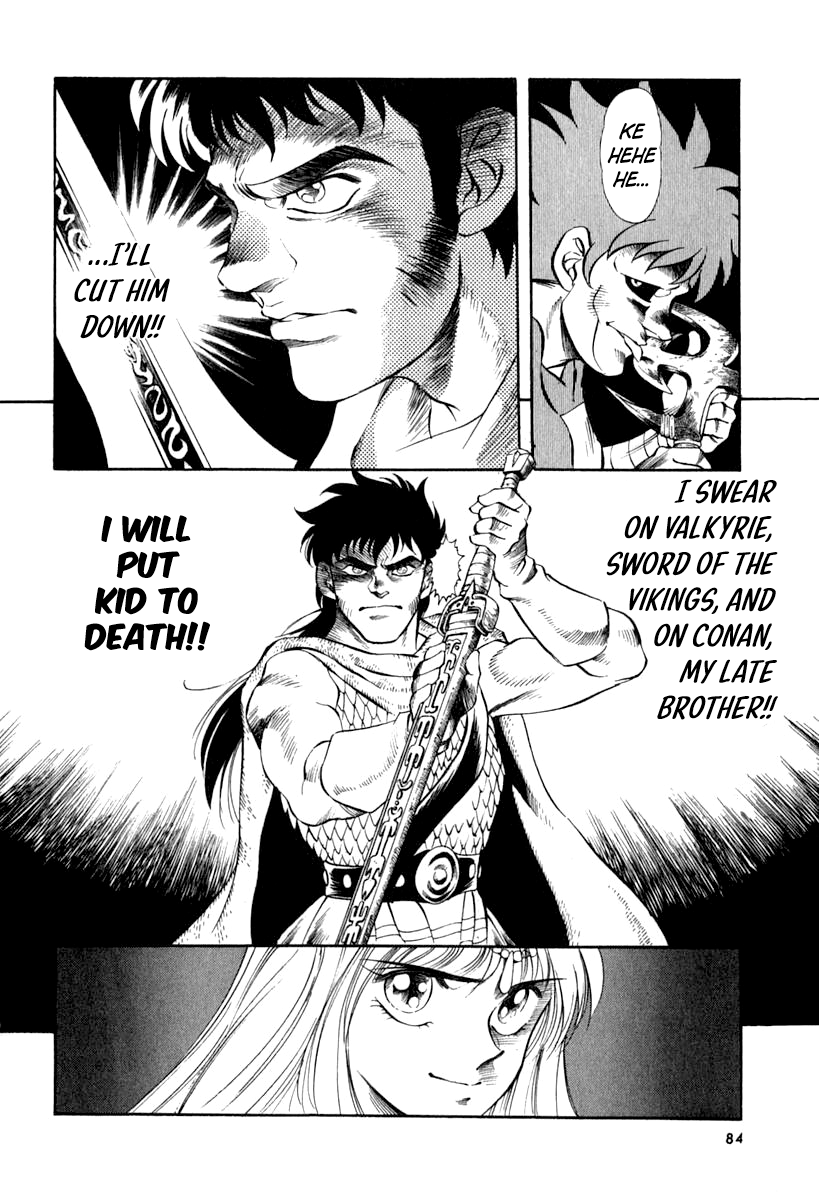 KE
HEHE
HE...
...I'LL
CUT HIM
DOWN!!
I SWEAR
ON VALKYRIE,
SWORD OF THE
VIKINGS, AND
ON CONAN,
MY LATE
BROTHER!!
I WILL
PUT
KID TO
DEATH!!
84